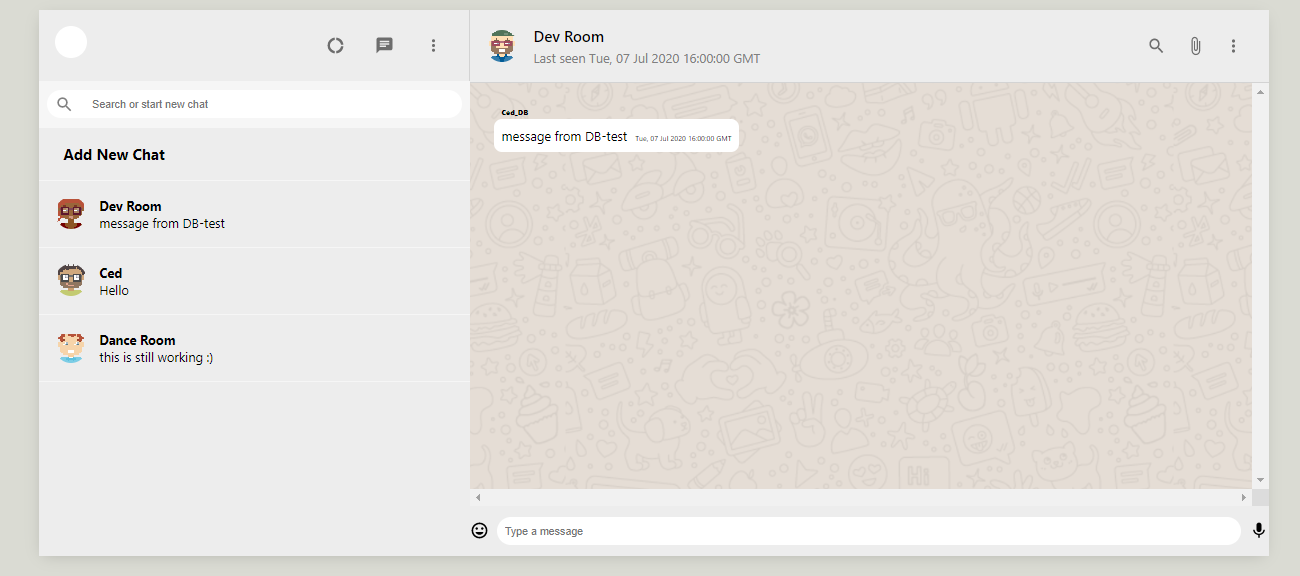 Dev Room
Last seen Tue, 07 Jul 2020 16:00:00 GMT
Search or start new chat
Add New Chat
Dev Room
message from DB-test
Ced
Hello
Dance Room
this is still working :)
Ced_DB
message from DB-test Tue, 07 Jul 2020 16:00:00 GMT
Hi
Type a message